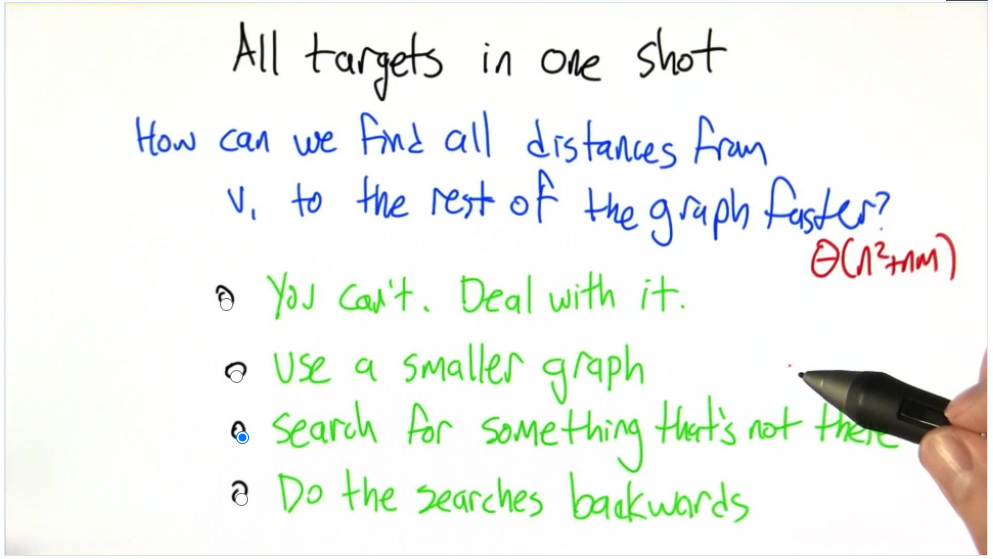 All targets in one shot
How can we find all distances from
v₁ to the rest of the graph faster?
Θ(n²+nm)
You can't. Deal with it.
Use a smaller graph
Search for something that's not there
Do the searches backwards